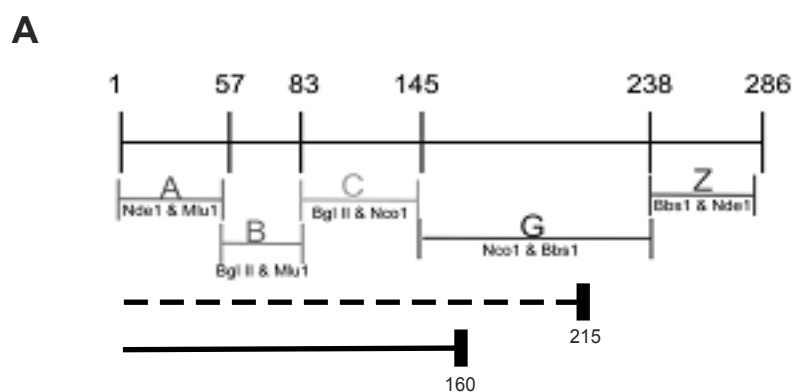 A
1 57 83 145 238 286
A C Z
Nde1 & Mlu1 Bgl II & Nco1 Bbs1 & Nde1
B G
Bgl II & Mlu1 Nco1 & Bbs1
215
160